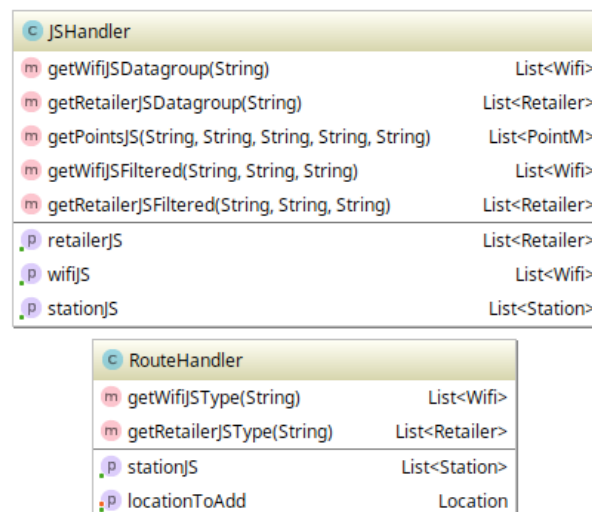 C JSHandler
m getWifiJSDatagroup(String) List<Wifi>
m getRetailerJSDatagroup(String) List<Retailer>
m getPointsJS(String, String, String, String, String) List<PointM>
m getWifiJSFiltered(String, String, String) List<Wifi>
m getRetailerJSFiltered(String, String, String) List<Retailer>
p retailerJS List<Retailer>
p wifiJS List<Wifi>
p stationJS List<Station>
C RouteHandler
m getWifiJSType(String) List<Wifi>
m getRetailerJSType(String) List<Retailer>
p stationJS List<Station>
p locationToAdd Location